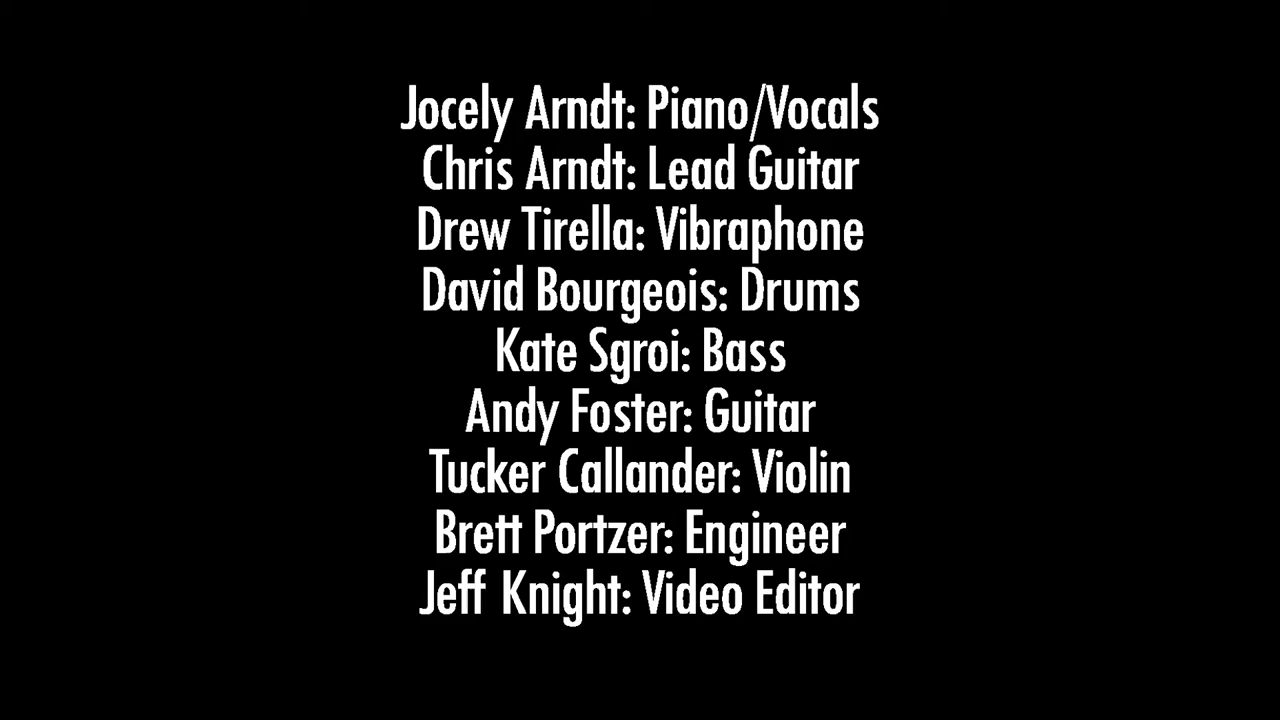 Jocely Arndt: Piano/Vocals
Chris Arndt: Lead Guitar
Drew Tirella: Vibraphone
David Bourgeois: Drums
Kate Sgroi: Bass
Andy Foster: Guitar
Tucker Callander: Violin
Brett Portzer: Engineer
Jeff Knight: Video Editor